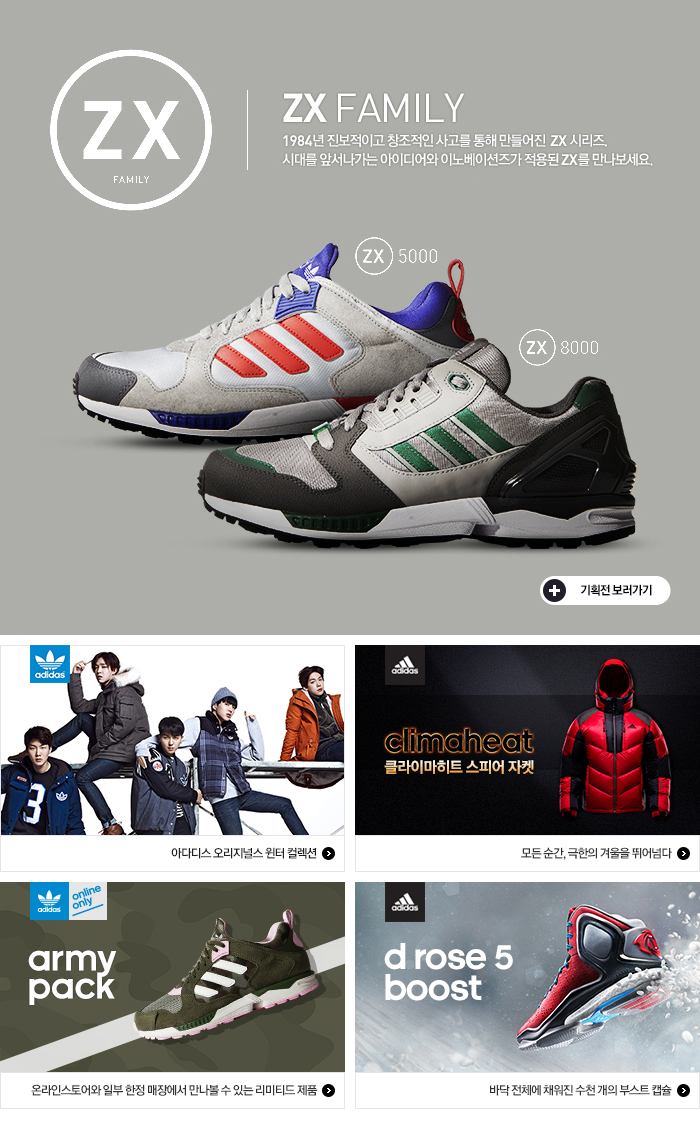 ZX
FAMILY
ZX FAMILY
1984년 진보적이고 창조적인 사고를 통해 만들어진 ZX 시리즈.
시대를 앞서나가는 아이디어와 이노베이션즈가 적용된 ZX를 만나보세요.
ZX 5000
ZX 8000
기획전 보러가기
adidas
3
아다디스 오리지널스 윈터 컬렉션
adidas
climaheat
클라이마히트 스피어 자켓
모든 순간, 극한의 겨울을 뛰어넘다
adidas
online
only
army
pack
온라인스토어와 일부 한정 매장에서 만나볼 수 있는 리미티드 제품
adidas
d rose 5
boost
바닥 전체에 채워진 수천 개의 부스트 캡슐